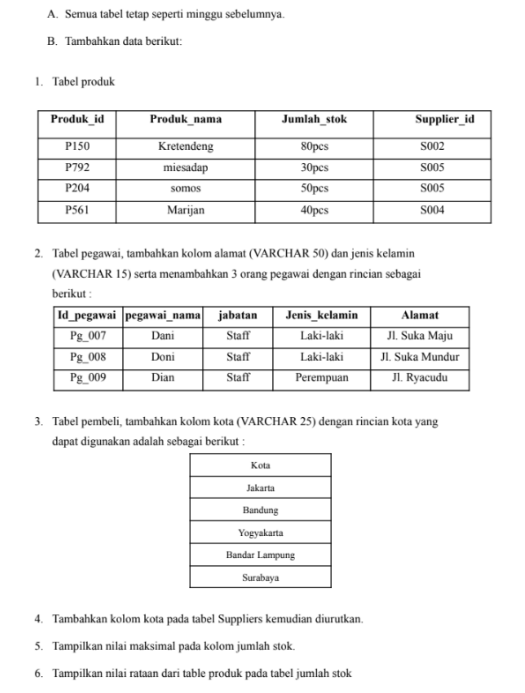 A. Semua tabel tetap seperti minggu sebelumnya.
B. Tambahkan data berikut:
1. Tabel produk
Produk_id Produk_nama Jumlah_stok Supplier_id
P150 Kretendeng 80pcs S002
P792 miesadap 30pcs S005
P204 somos 50pcs S005
P561 Marijan 40pcs S004
2. Tabel pegawai, tambahkan kolom alamat (VARCHAR 50) dan jenis kelamin
(VARCHAR 15) serta menambahkan 3 orang pegawai dengan rincian sebagai
berikut :
Id_pegawai pegawai_nama jabatan Jenis_kelamin Alamat
Pg_007 Dani Staff Laki-laki Jl. Suka Maju
Pg_008 Doni Staff Laki-laki Jl. Suka Mundur
Pg_009 Dian Staff Perempuan Jl. Ryacudu
3. Tabel pembeli, tambahkan kolom kota (VARCHAR 25) dengan rincian kota yang
dapat digunakan adalah sebagai berikut :
Kota
Jakarta
Bandung
Yogyakarta
Bandar Lampung
Surabaya
4. Tambahkan kolom kota pada tabel Suppliers kemudian diurutkan.
5. Tampilkan nilai maksimal pada kolom jumlah stok.
6. Tampilkan nilai rataan dari table produk pada tabel jumlah stok